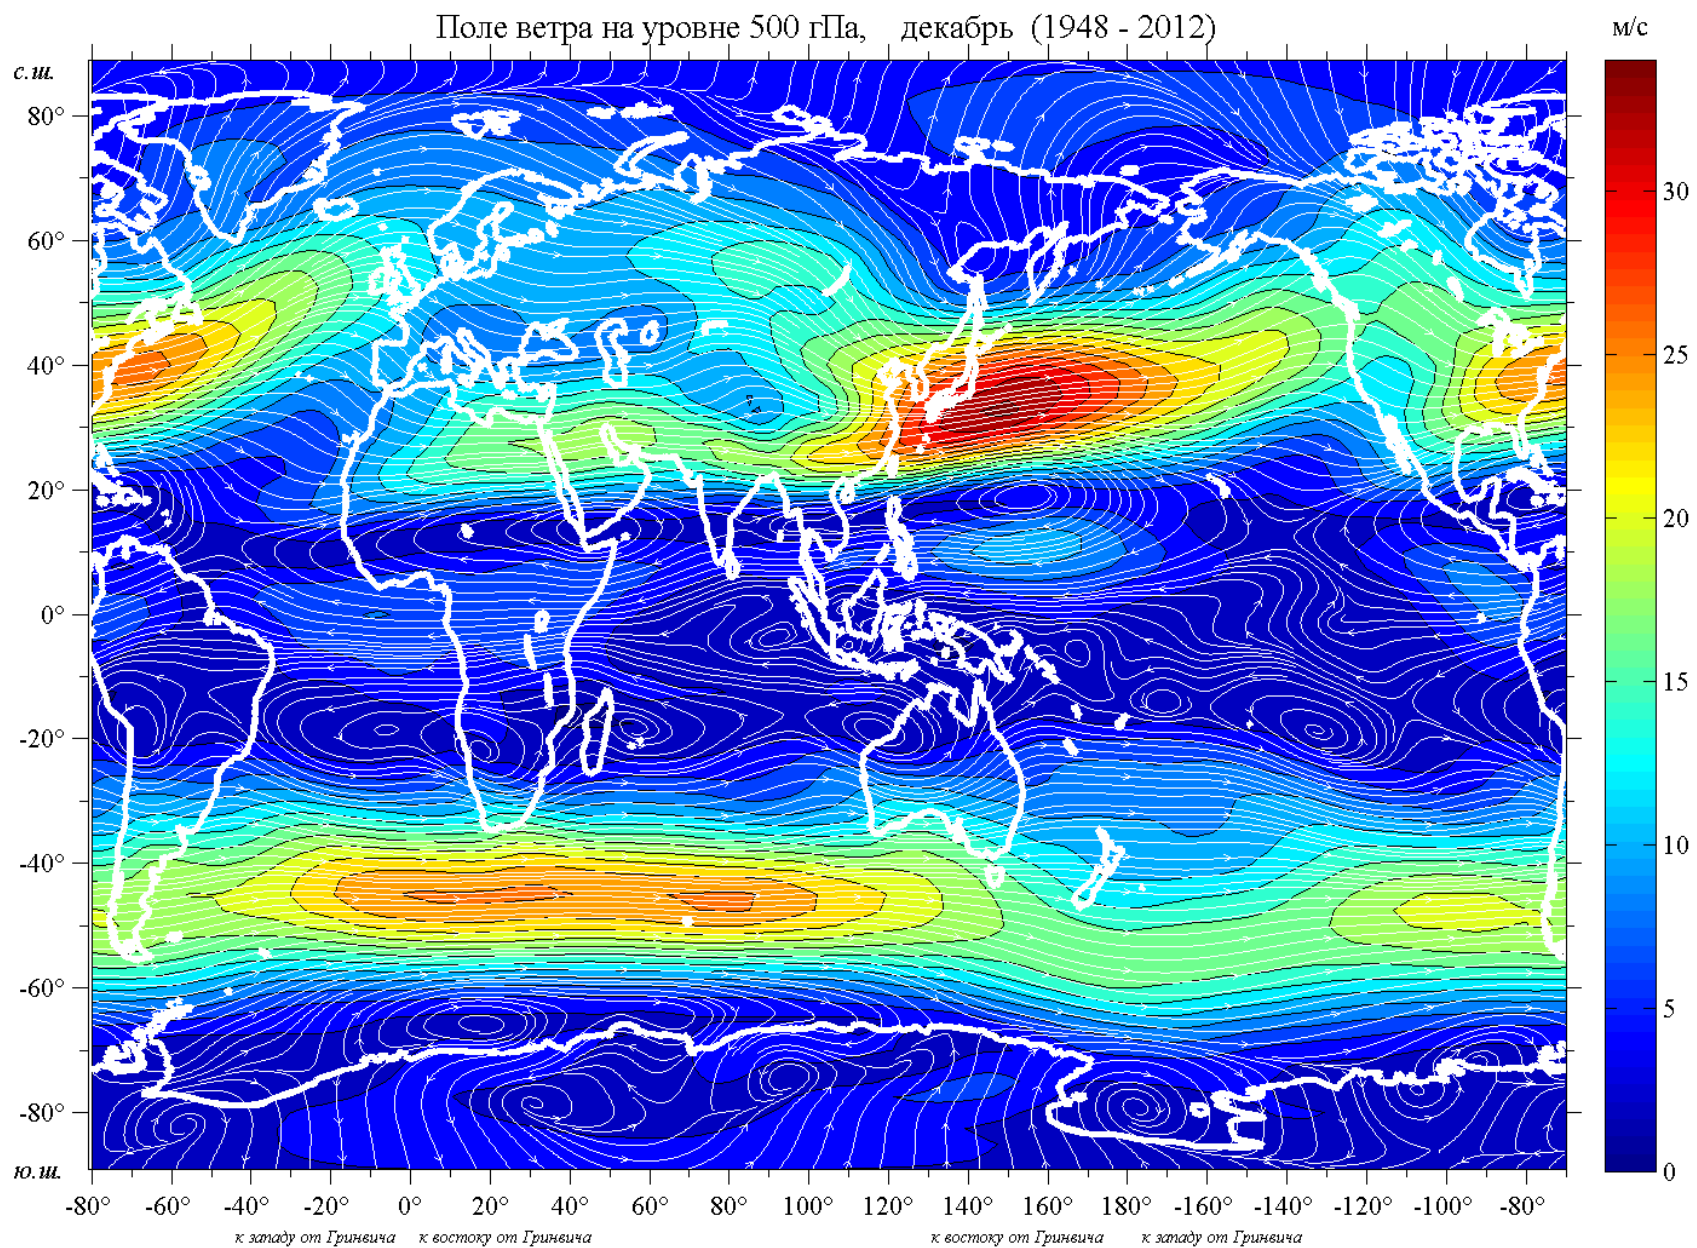 Поле ветра на уровне 500 гПа, декабрь (1948 - 2012)
м/с
с.ш.
80°
60°
40°
20°
0°
-20°
-40°
-60°
-80°
ю.ш.
30
25
20
15
10
5
0
-80° -60° -40° -20° 0° 20° 40° 60° 80° 100° 120° 140° 160° 180° -160° -140° -120° -100° -80°
к западу от Гринвича к востоку от Гринвича к востоку от Гринвича к западу от Гринвича